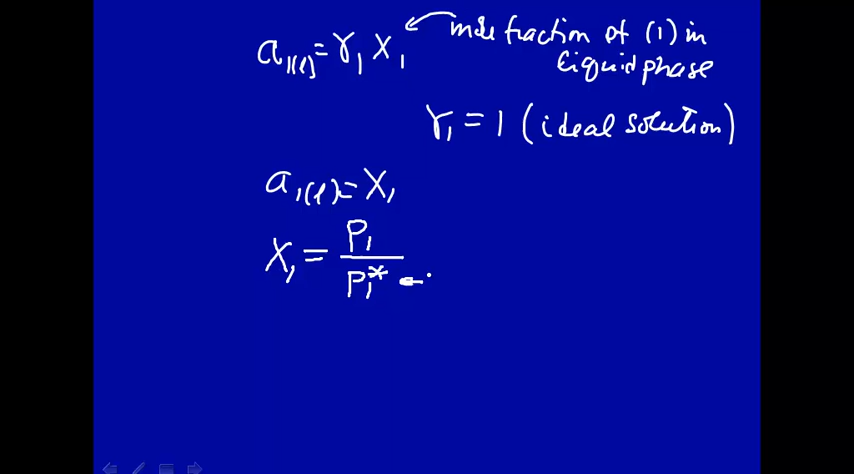 a₁₍ₗ₎ = γ₁ X₁ ← mole fraction of (1) in
liquid phase
γ₁ = 1 (ideal solution)
a₁₍ₗ₎ = X₁
X₁ = P₁ / P₁* ←